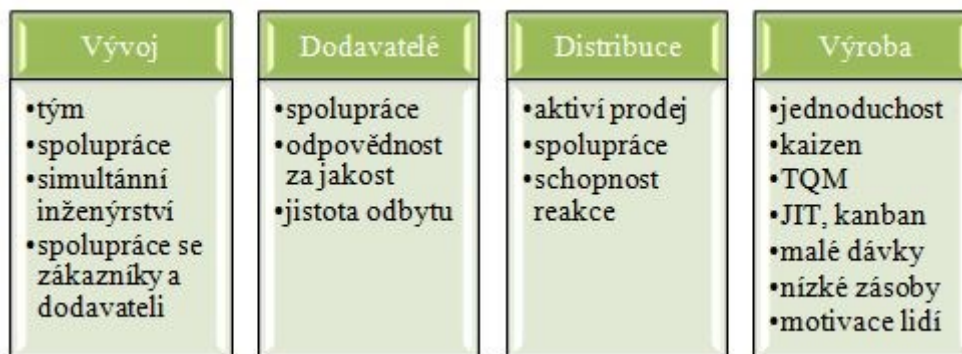 Vývoj
•tým
•spolupráce
•simultánní
inženýrství
•spolupráce se
zákazníky a
dodavateli
Dodavatelé
•spolupráce
•odpovědnost
za jakost
•jistota odbytu
Distribuce
•aktiví prodej
•spolupráce
•schopnost
reakce
Výroba
•jednoduchost
•kaizen
•TQM
•JIT, kanban
•malé dávky
•nízké zásoby
•motivace lidí